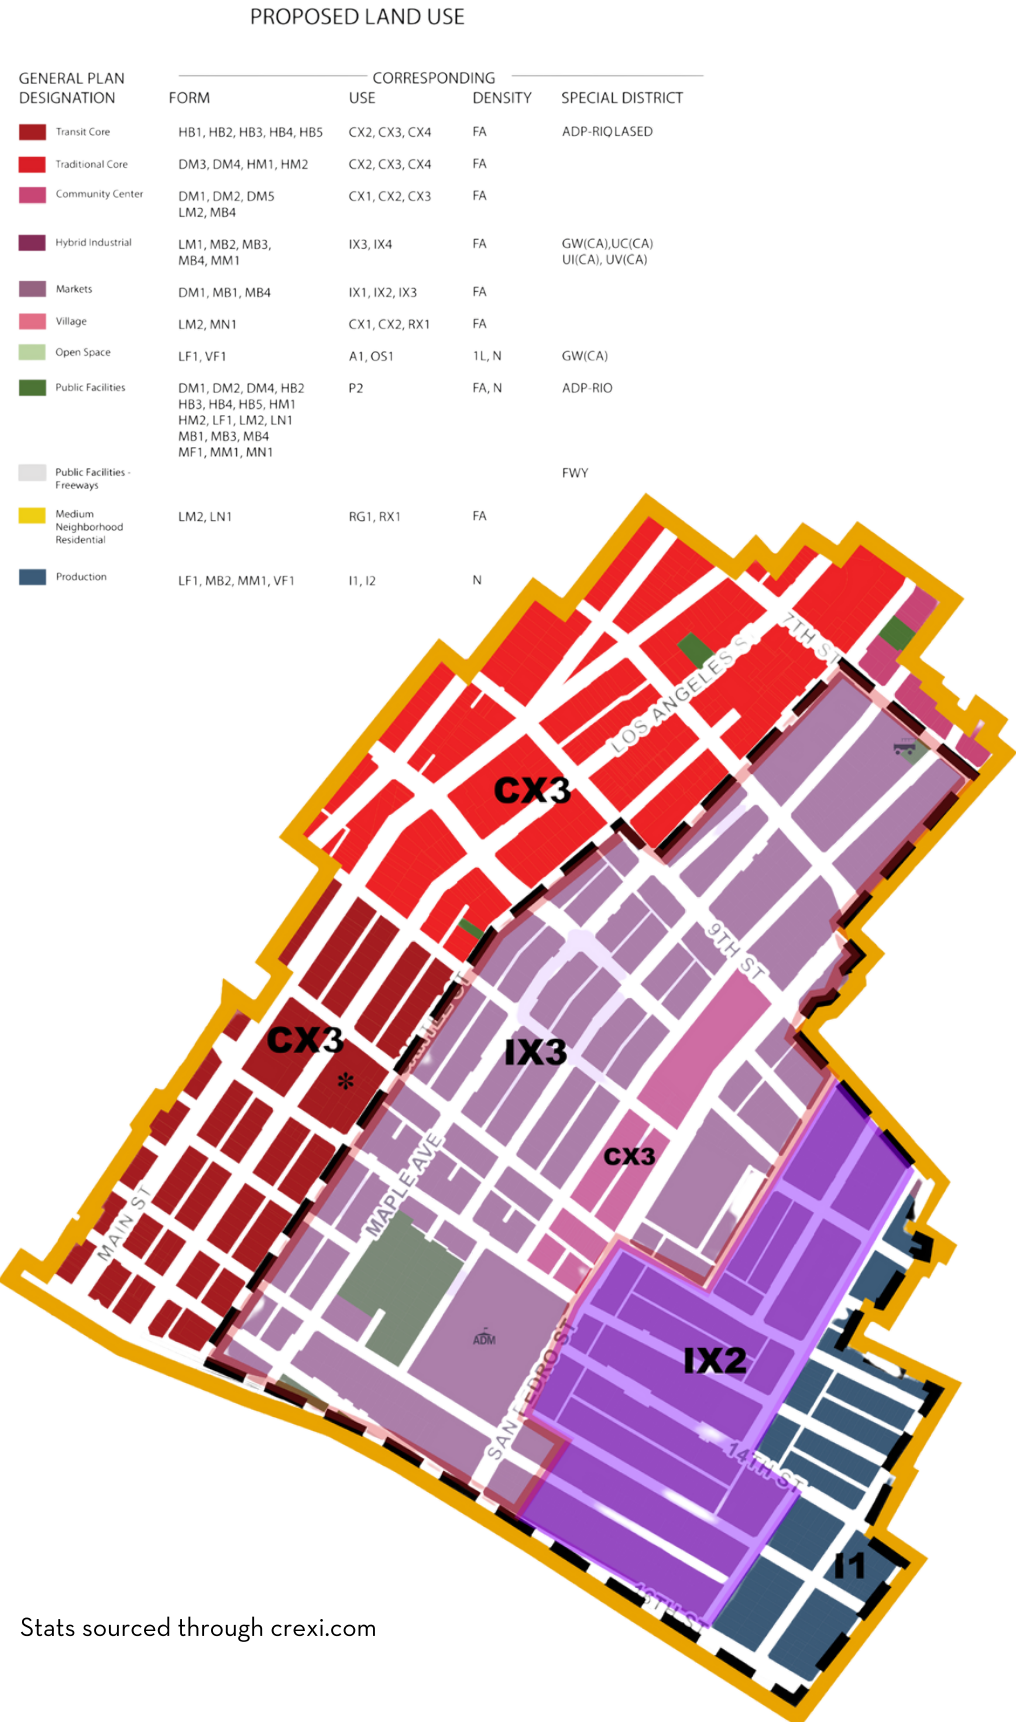 PROPOSED LAND USE
GENERAL PLAN DESIGNATION
CORRESPONDING
FORM USE DENSITY SPECIAL DISTRICT
Transit Core HB1, HB2, HB3, HB4, HB5 CX2, CX3, CX4 FA ADP-RIQLASED
Traditional Core DM3, DM4, HM1, HM2 CX2, CX3, CX4 FA
Community Center DM1, DM2, DM5 CX1, CX2, CX3 FA
LM2, MB4
Hybrid Industrial LM1, MB2, MB3, IX3, IX4 FA GW(CA),UC(CA)
MB4, MM1 UI(CA), UV(CA)
Markets DM1, MB1, MB4 IX1, IX2, IX3 FA
Village LM2, MN1 CX1, CX2, RX1 FA
Open Space LF1, VF1 A1, OS1 1L, N GW(CA)
Public Facilities DM1, DM2, DM4, HB2 P2 FA, N ADP-RIO
HB3, HB4, HB5, HM1
HM2, LF1, LM2, LN1
MB1, MB3, MB4
MF1, MM1, MN1
Public Facilities - FWY
Freeways
Medium LM2, LN1 RG1, RX1 FA
Neighborhood
Residential
Production LF1, MB2, MM1, VF1 I1, I2 N
7TH ST
LOS ANGELES ST
CX3
9TH ST
CX3
*
IX3
CX3
MAPLE AVE
MAIN ST
ADM
SAN PEDRO ST
IX2
14TH ST
I1
16TH ST
Stats sourced through crexi.com